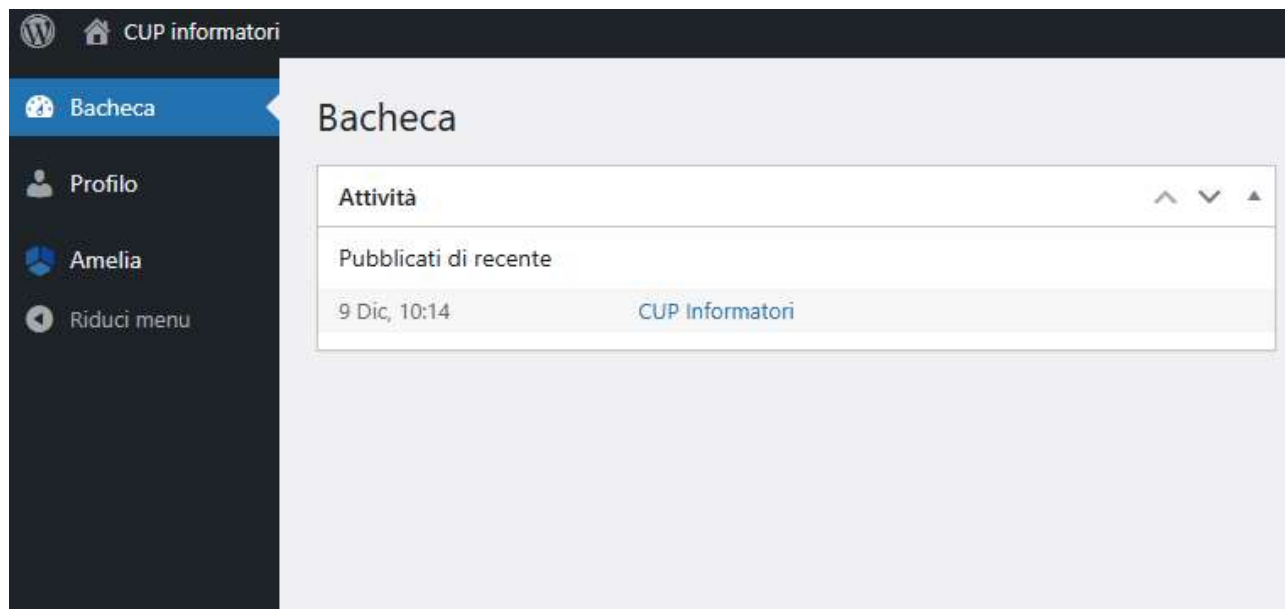 CUP informatori
Bacheca
Profilo
Amelia
Riduci menu
Bacheca
Attività
Pubblicati di recente
9 Dic, 10:14 CUP Informatori